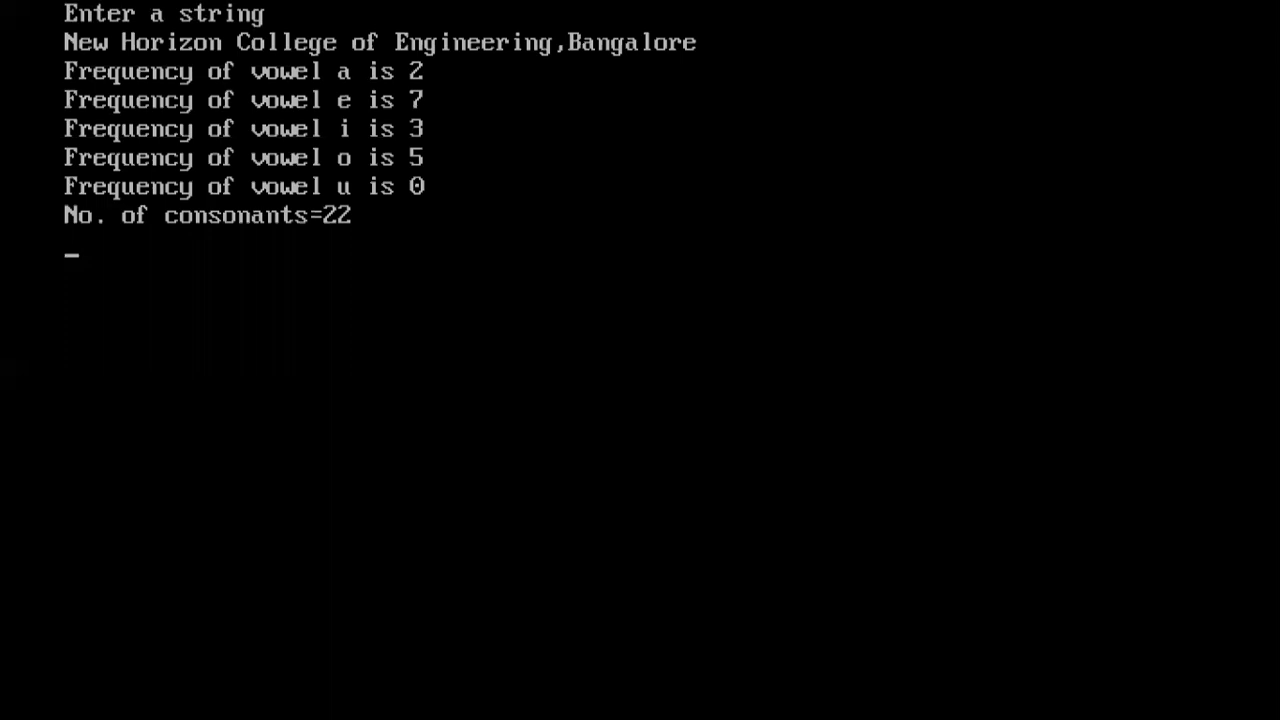 Enter a string
New Horizon College of Engineering,Bangalore
Frequency of vowel a is 2
Frequency of vowel e is 7
Frequency of vowel i is 3
Frequency of vowel o is 5
Frequency of vowel u is 0
No. of consonants=22